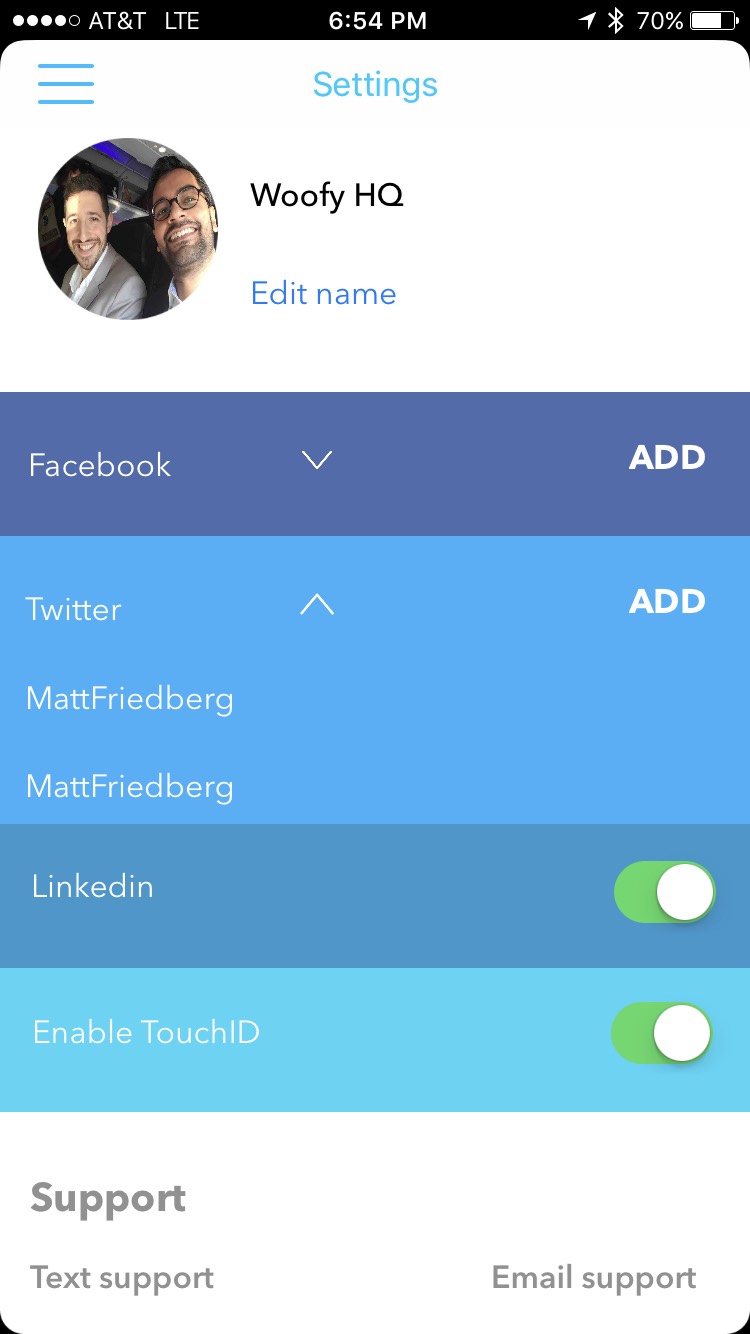 AT&T LTE 6:54 PM 70%
Settings
Woofy HQ
Edit name
Facebook ADD
Twitter ADD
MattFriedberg
MattFriedberg
Linkedin
Enable TouchID
Support
Text support Email support